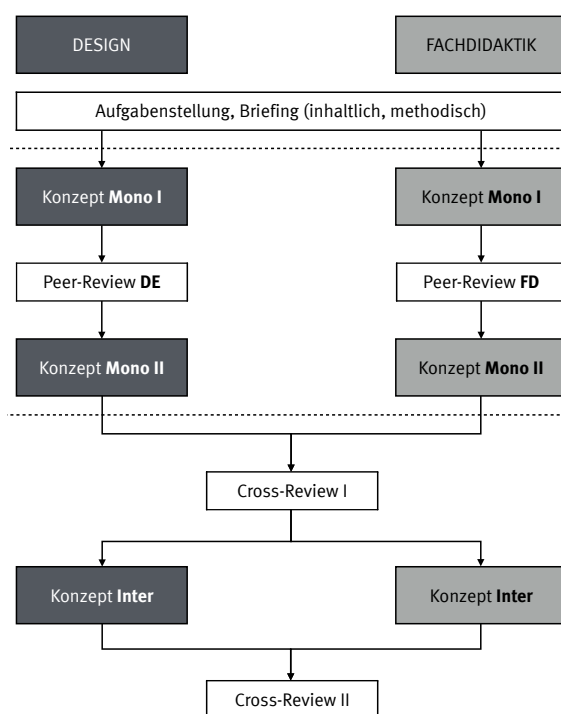 DESIGN
FACHDIDAKTIK
Aufgabenstellung, Briefing (inhaltlich, methodisch)
Konzept Mono I
Konzept Mono I
Peer-Review DE
Peer-Review FD
Konzept Mono II
Konzept Mono II
Cross-Review I
Konzept Inter
Konzept Inter
Cross-Review II